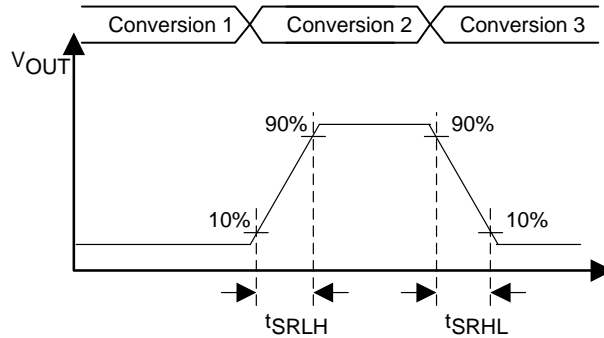 Conversion 1 Conversion 2 Conversion 3
VOUT
90% 90%
10% 10%
tSRLH tSRHL